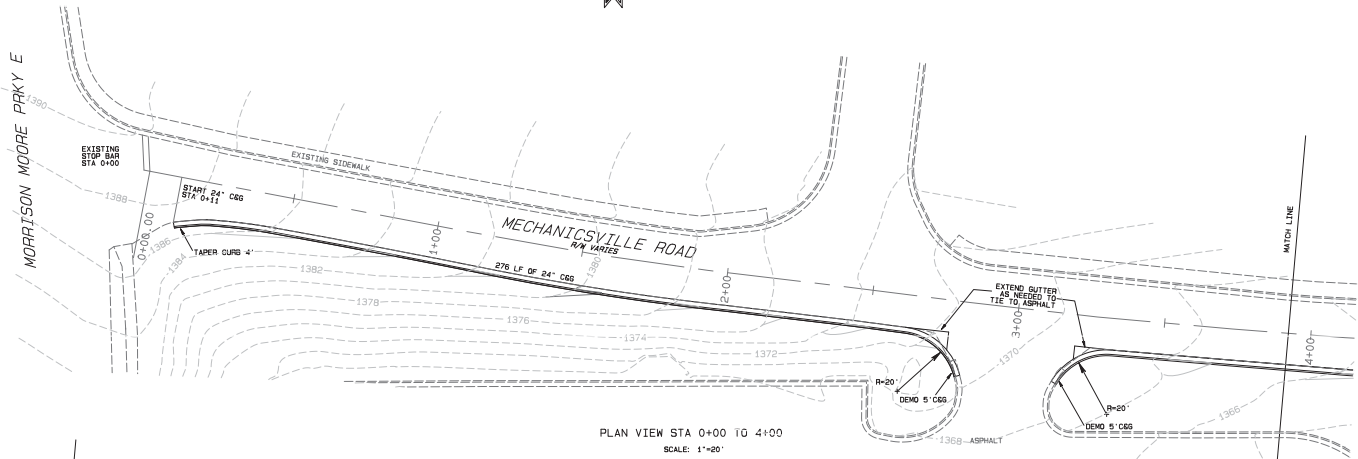 MORRISON MOORE PRKY E
1390
EXISTING
STOP BAR
STA 0+00
EXISTING SIDEWALK
1388
START 24" C&G
STA 0+11
0+00.00
1386
TAPER CURB 4'
1384
1+00
MECHANICSVILLE ROAD
R/W VARIES
1382
276 LF OF 24" C&G
1380
1378
2+00
1376
1374
1372
EXTEND GUTTER
AS NEEDED TO
TIE TO ASPHALT
3+00
1370
MATCH LINE
4+00
R=20'
DEMO 5'C&G
R=20'
DEMO 5'C&G
1366
1368
ASPHALT
PLAN VIEW STA 0+00 TO 4+00
SCALE: 1"=20'